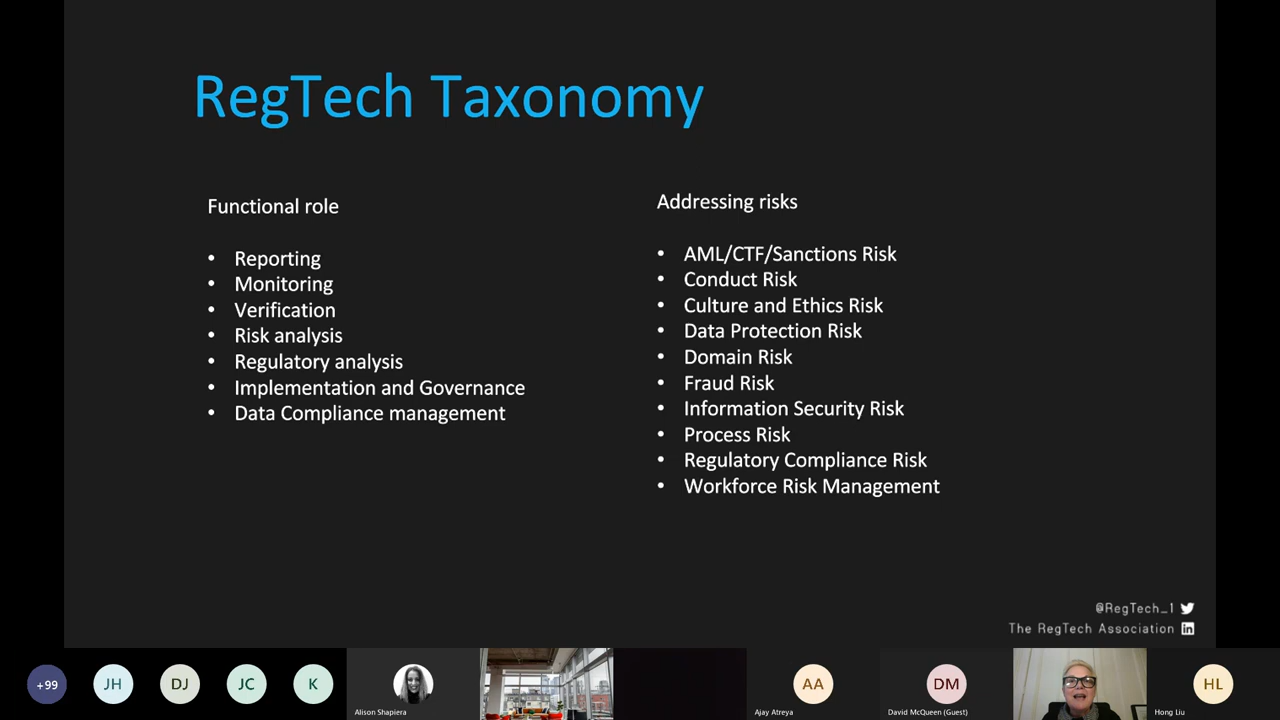 RegTech Taxonomy
Functional role
• Reporting
• Monitoring
• Verification
• Risk analysis
• Regulatory analysis
• Implementation and Governance
• Data Compliance management
Addressing risks
• AML/CTF/Sanctions Risk
• Conduct Risk
• Culture and Ethics Risk
• Data Protection Risk
• Domain Risk
• Fraud Risk
• Information Security Risk
• Process Risk
• Regulatory Compliance Risk
• Workforce Risk Management
@RegTech_1
The RegTech Association in
+99
JH
DJ
JC
K
Alison Shapiera
AA
Ajay Atreya
DM
David McQueen (Guest)
HL
Hong Liu